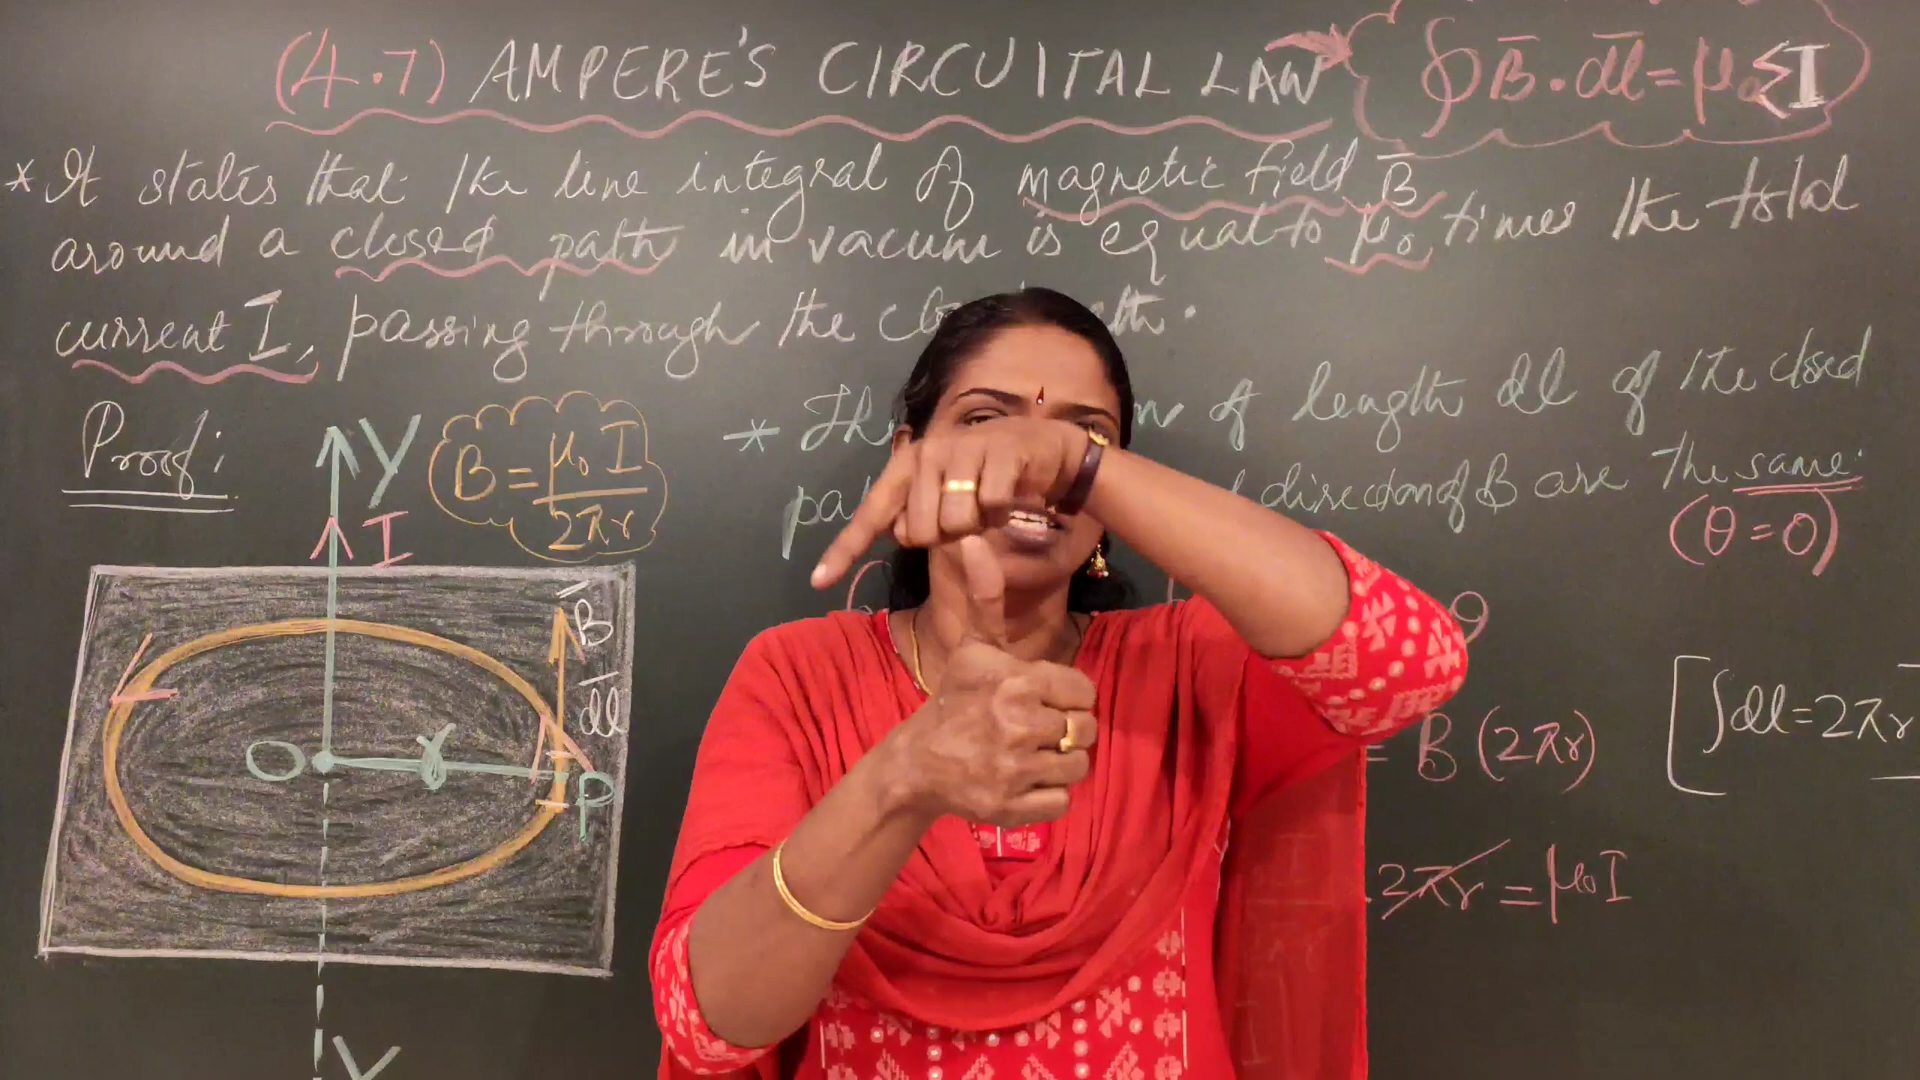 (4.7) AMPERE'S CIRCUITAL LAW ∮B̄·d̄l = μ₀ΣI
* It states that the line integral of magnetic field B̄
around a closed path in vacuum is equal to μ₀ times the total
current I, passing through the
Proof:
Y
B = μ₀I / 2πr
I
B̄
d̄l
O
r
P
Y
* of length dl of the closed
direction of B are the same.
(θ = 0)
= B (2πr) [∫dl = 2πr
2πr = μ₀I